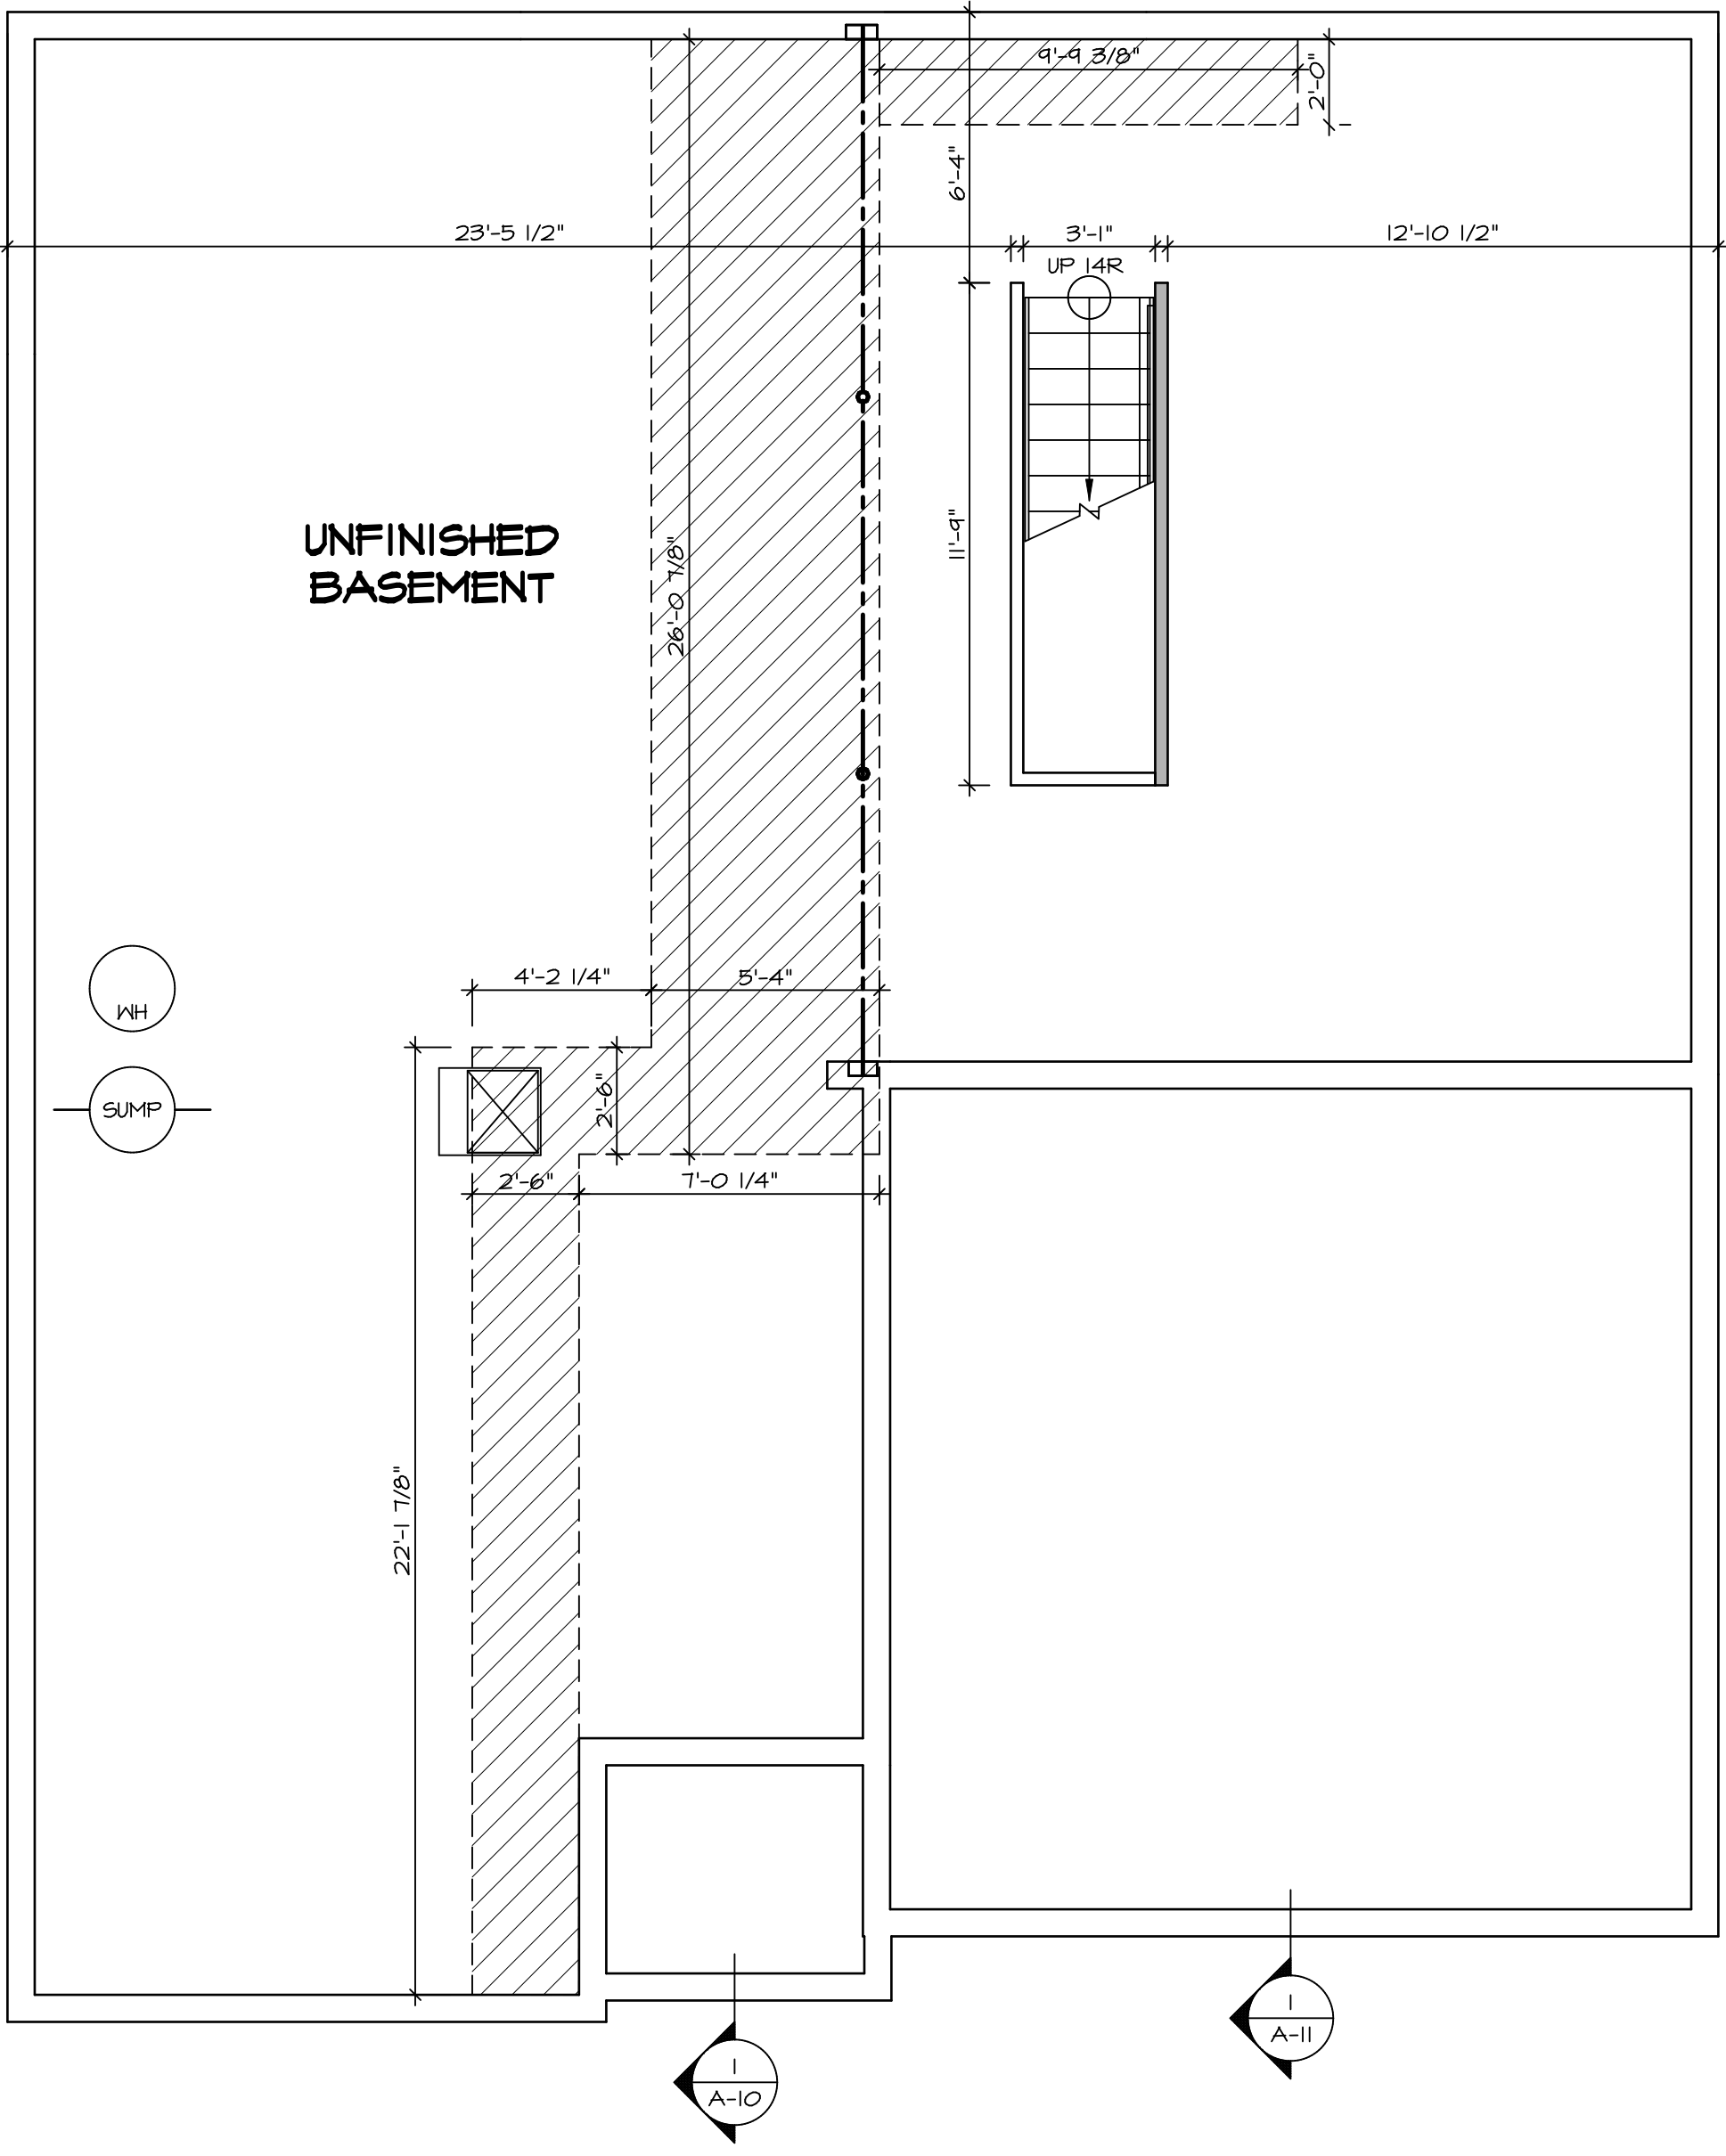 9'-9 3/8"
2'-0"
6'-4"
23'-5 1/2"
3'-1"
12'-10 1/2"
UP 14R
UNFINISHED
BASEMENT
26'-0 7/8"
11'-9"
4'-2 1/4"
5'-4"
WH
SUMP
2'-6"
2'-6"
7'-0 1/4"
22'-1 7/8"
1
A-11
1
A-10